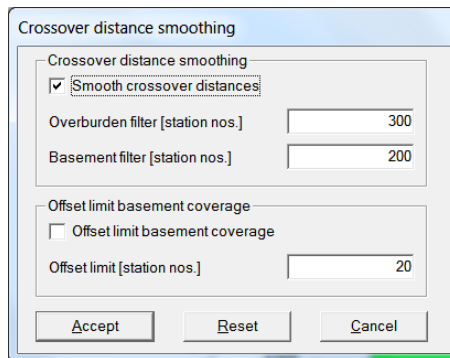 Crossover distance smoothing
Crossover distance smoothing
Smooth crossover distances
Overburden filter [station nos.] 300
Basement filter [station nos.] 200
Offset limit basement coverage
Offset limit basement coverage
Offset limit [station nos.] 20
Accept Reset Cancel